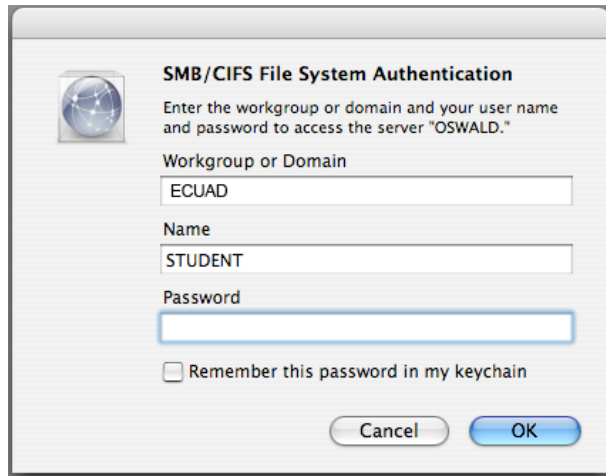 SMB/CIFS File System Authentication
Enter the workgroup or domain and your user name
and password to access the server "OSWALD."
Workgroup or Domain
ECUAD
Name
STUDENT
Password
Remember this password in my keychain
Cancel OK